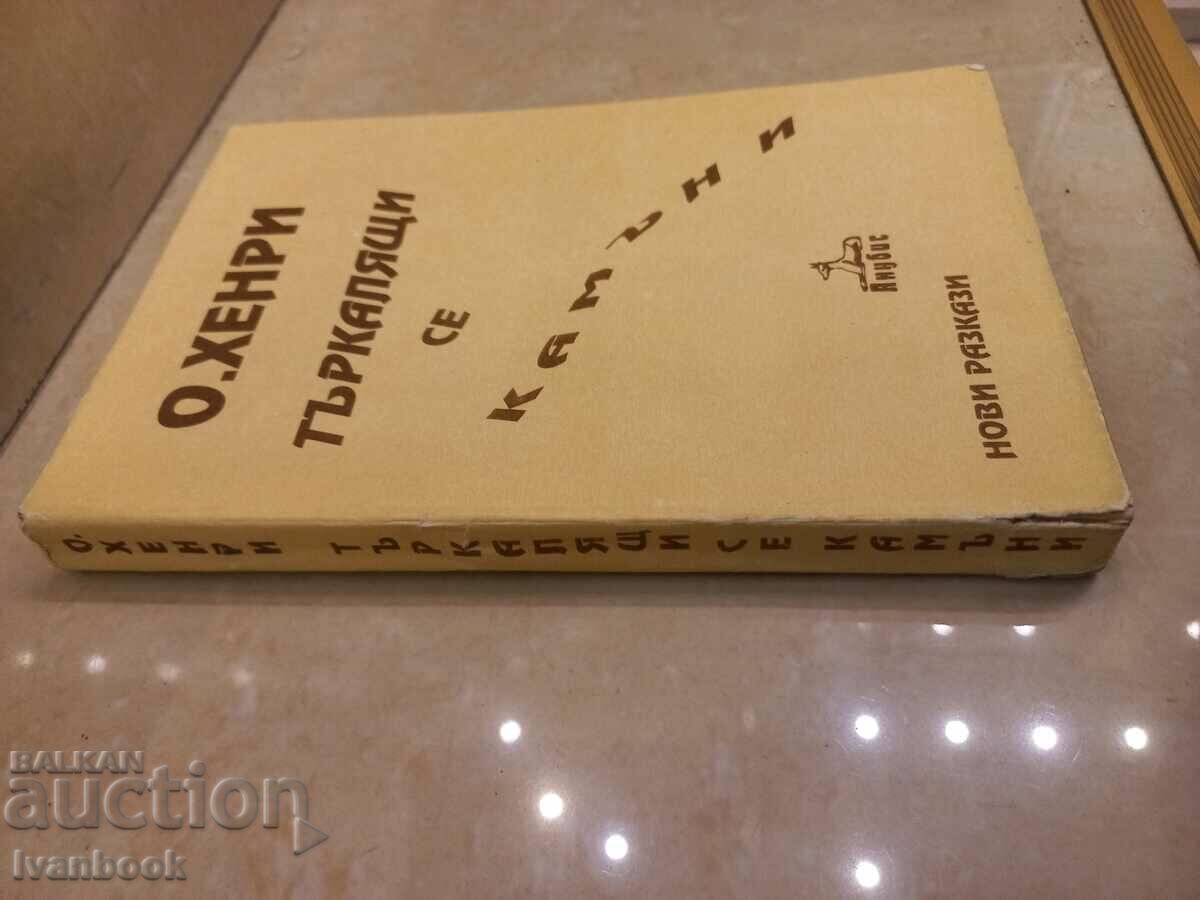 О.ХЕНРИ
ТЪРКАЛЯЩИ
СЕ
КАМЪНИ
Анубис
НОВИ РАЗКАЗИ
О.ХЕНРИ ТЪРКАЛЯЩИ СЕ КАМЪНИ
BALKAN
auction
Ivanbook